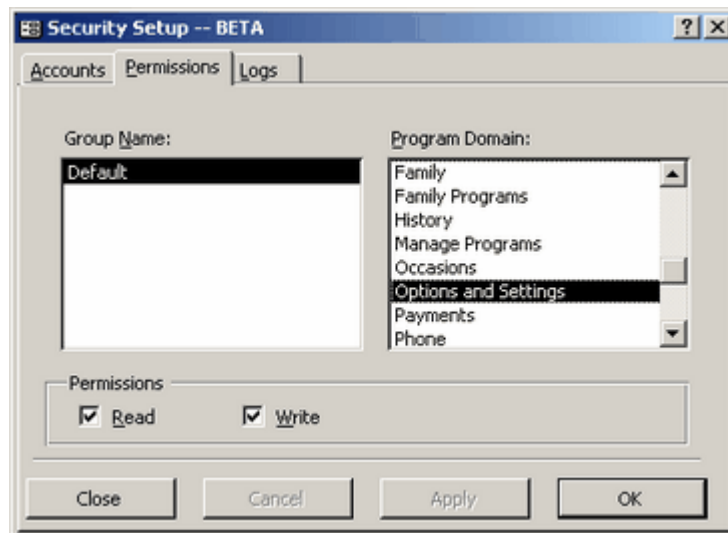 Security Setup -- BETA
Accounts Permissions Logs
Group Name: Program Domain:
Default
Family
Family Programs
History
Manage Programs
Occasions
Options and Settings
Payments
Phone
Permissions
Read Write
Close Cancel Apply OK